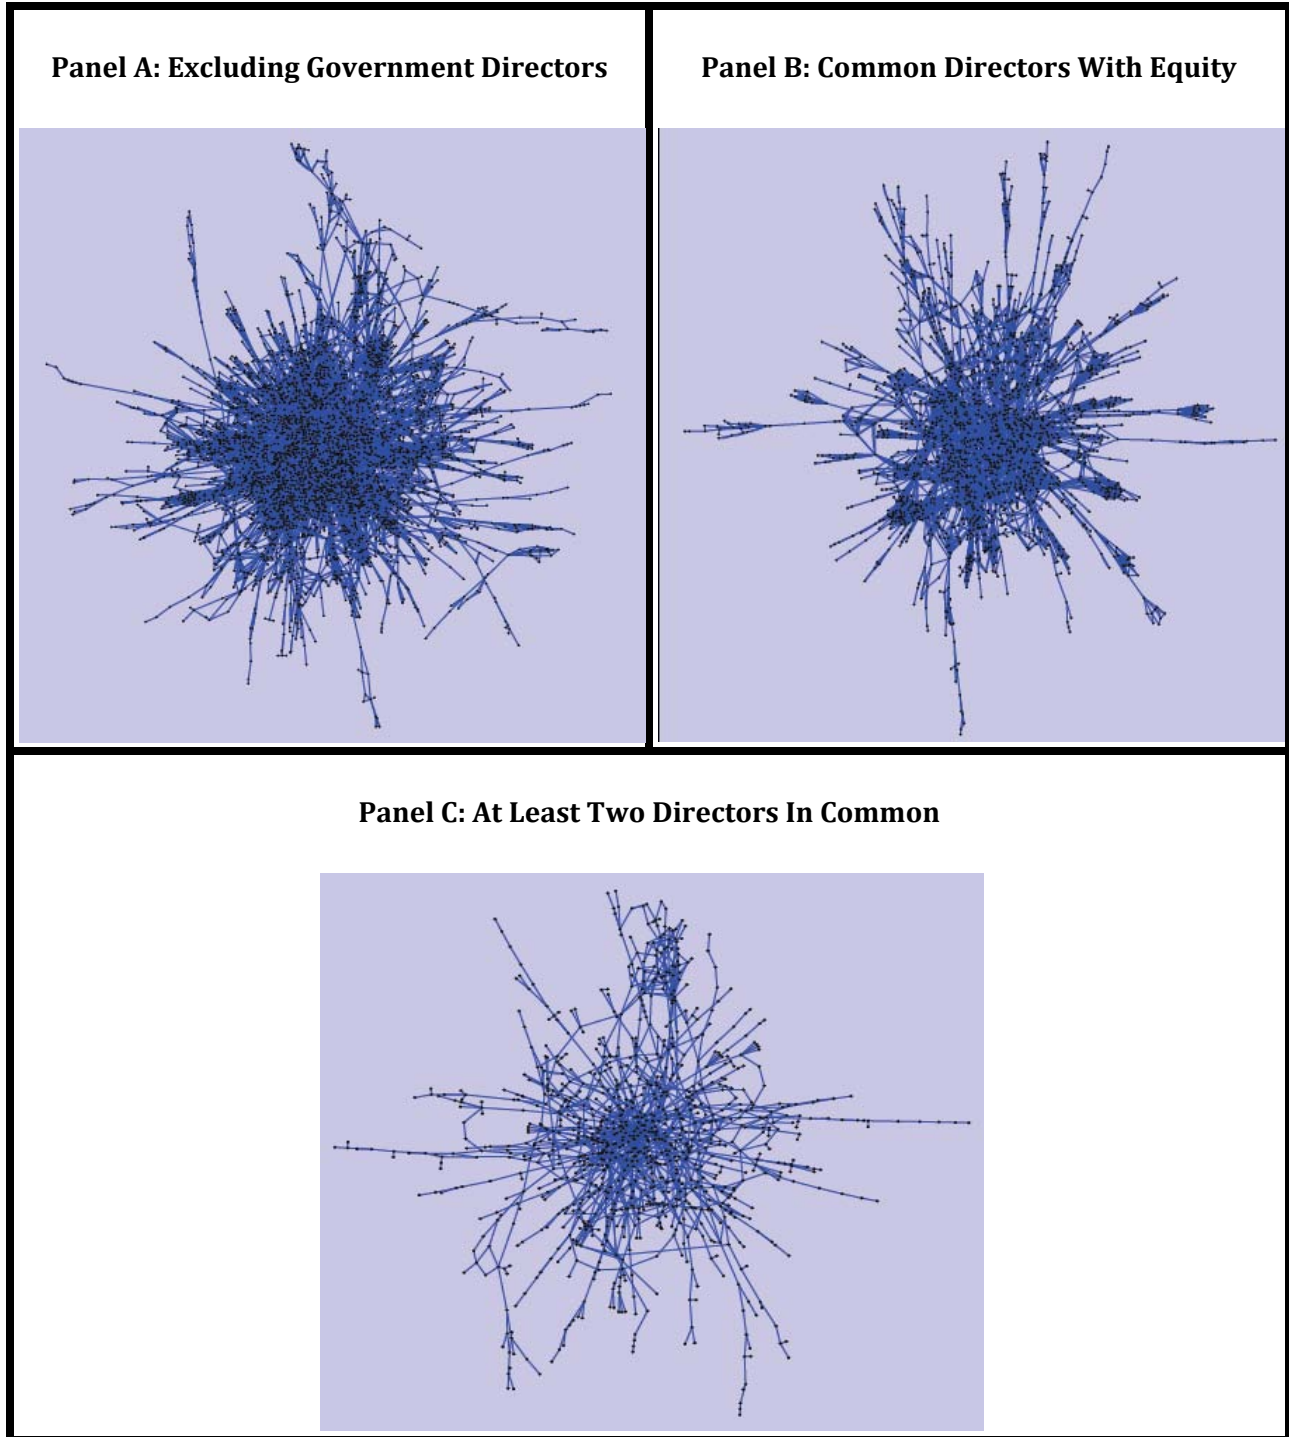 Panel A: Excluding Government Directors
Panel B: Common Directors With Equity
Panel C: At Least Two Directors In Common